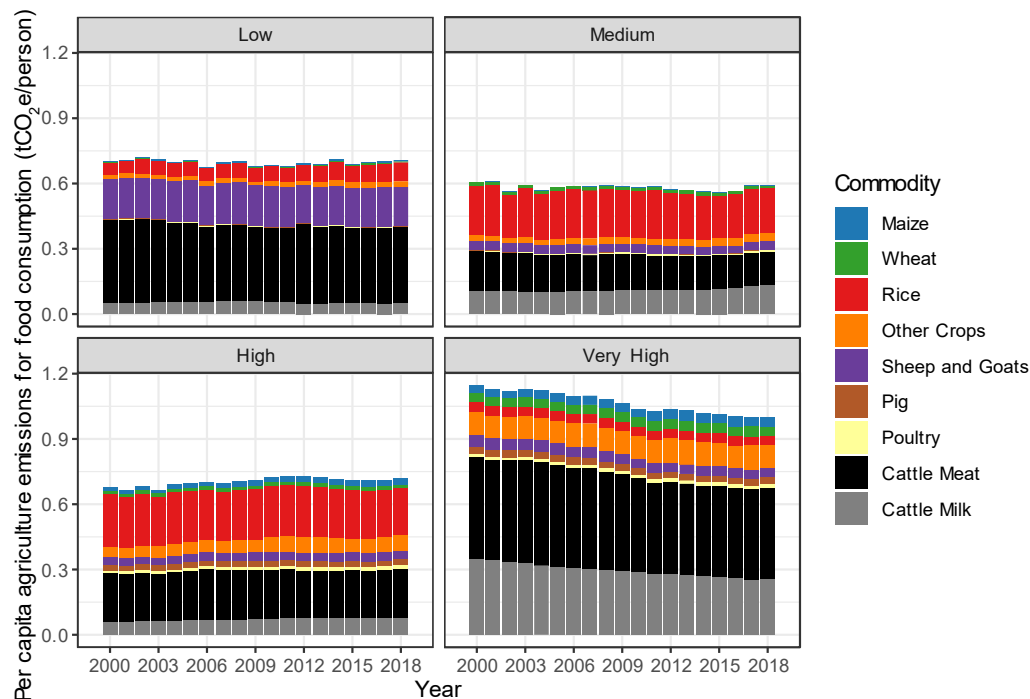 Per capita agriculture emissions for food consumption (tCO2e/person)
Low
Medium
1.2
0.9
0.6
0.3
0.0
High
Very High
1.2
0.9
0.6
0.3
0.0
2000 2003 2006 2009 2012 2015 2018
2000 2003 2006 2009 2012 2015 2018
Year
Commodity
Maize
Wheat
Rice
Other Crops
Sheep and Goats
Pig
Poultry
Cattle Meat
Cattle Milk